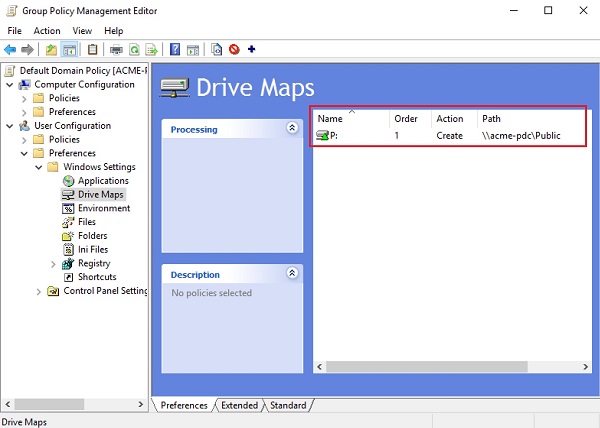 Group Policy Management Editor
File Action View Help
Default Domain Policy [ACME-P
Computer Configuration
Policies
Preferences
User Configuration
Policies
Preferences
Windows Settings
Applications
Drive Maps
Environment
Files
Folders
Ini Files
Registry
Shortcuts
Control Panel Setting
Drive Maps
Processing
Description
No policies selected
Name Order Action Path
P: 1 Create \\acme-pdc\Public
Preferences Extended Standard
Drive Maps